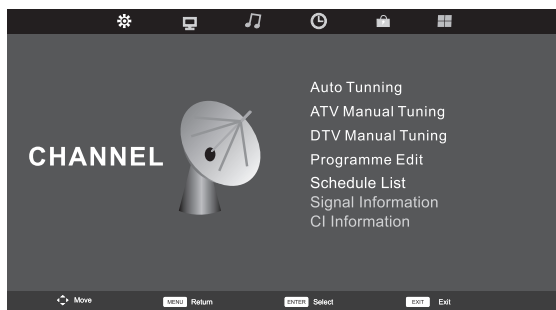 CHANNEL
Auto Tunning
ATV Manual Tuning
DTV Manual Tuning
Programme Edit
Schedule List
Signal Information
CI Information
Move MENU Return ENTER Select EXIT Exit